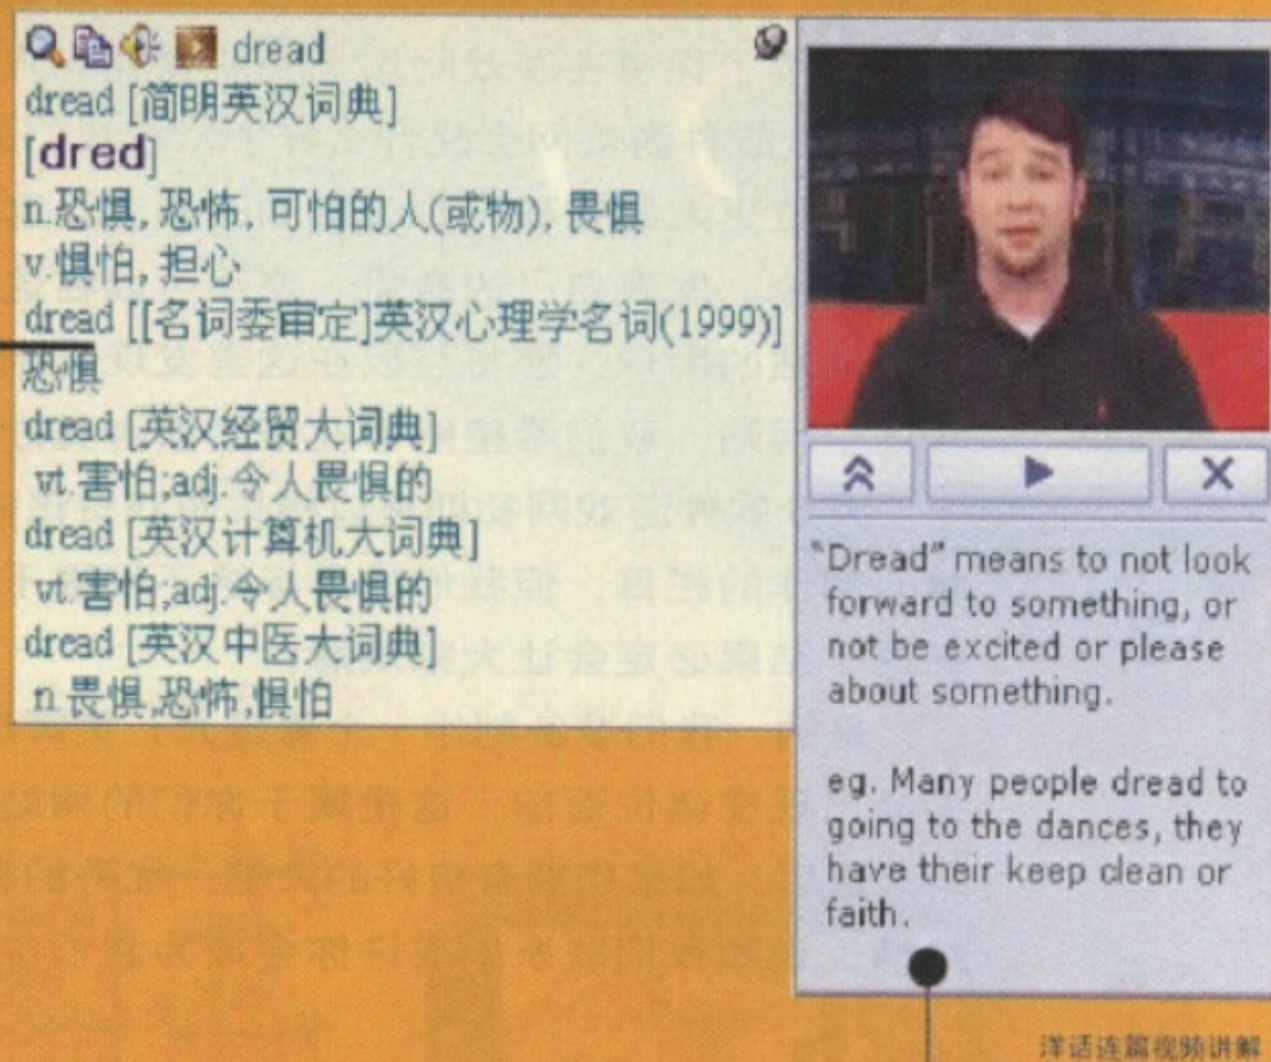 dread
dread [简明英汉词典]
[dred]
n.恐惧, 恐怖, 可怕的人(或物), 畏惧
v.惧怕, 担心
dread [[名词委审定]英汉心理学名词(1999)]
恐惧
dread [英汉经贸大词典]
vt.害怕;adj.令人畏惧的
dread [英汉计算机大词典]
vt.害怕;adj.令人畏惧的
dread [英汉中医大词典]
n.畏惧,恐怖,惧怕
"Dread" means to not look
forward to something, or
not be excited or please
about something.
eg. Many people dread to
going to the dances, they
have their keep clean or
faith.
洋话连篇视频讲解